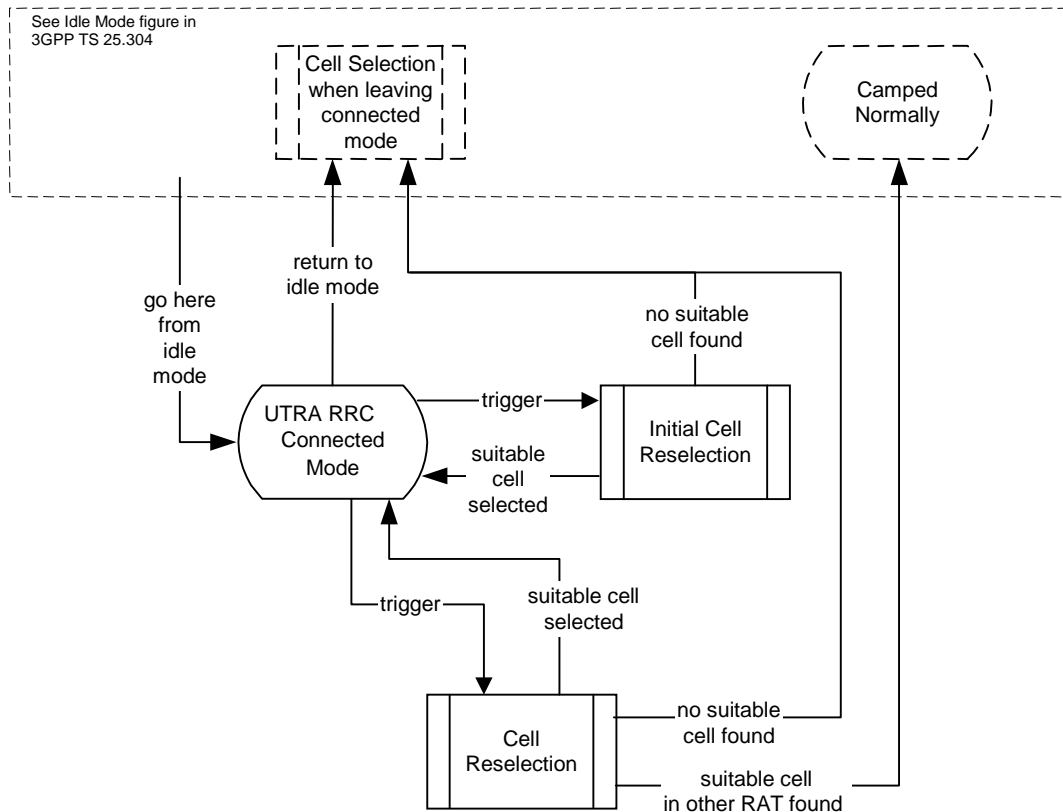 See Idle Mode figure in
3GPP TS 25.304
Cell Selection
when leaving
connected
mode
Camped
Normally
return to
idle mode
go here
from
idle
mode
no suitable
cell found
UTRA RRC
Connected
Mode
trigger
Initial Cell
Reselection
suitable
cell
selected
trigger
suitable cell
selected
Cell
Reselection
no suitable
cell found
suitable cell
in other RAT found